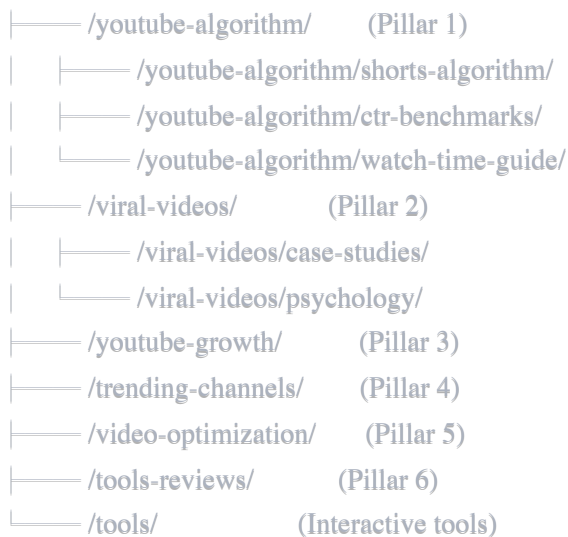 ├── /youtube-algorithm/ (Pillar 1)
│ ├── /youtube-algorithm/shorts-algorithm/
│ ├── /youtube-algorithm/ctr-benchmarks/
│ └── /youtube-algorithm/watch-time-guide/
├── /viral-videos/ (Pillar 2)
│ ├── /viral-videos/case-studies/
│ └── /viral-videos/psychology/
├── /youtube-growth/ (Pillar 3)
├── /trending-channels/ (Pillar 4)
├── /video-optimization/ (Pillar 5)
├── /tools-reviews/ (Pillar 6)
└── /tools/ (Interactive tools)